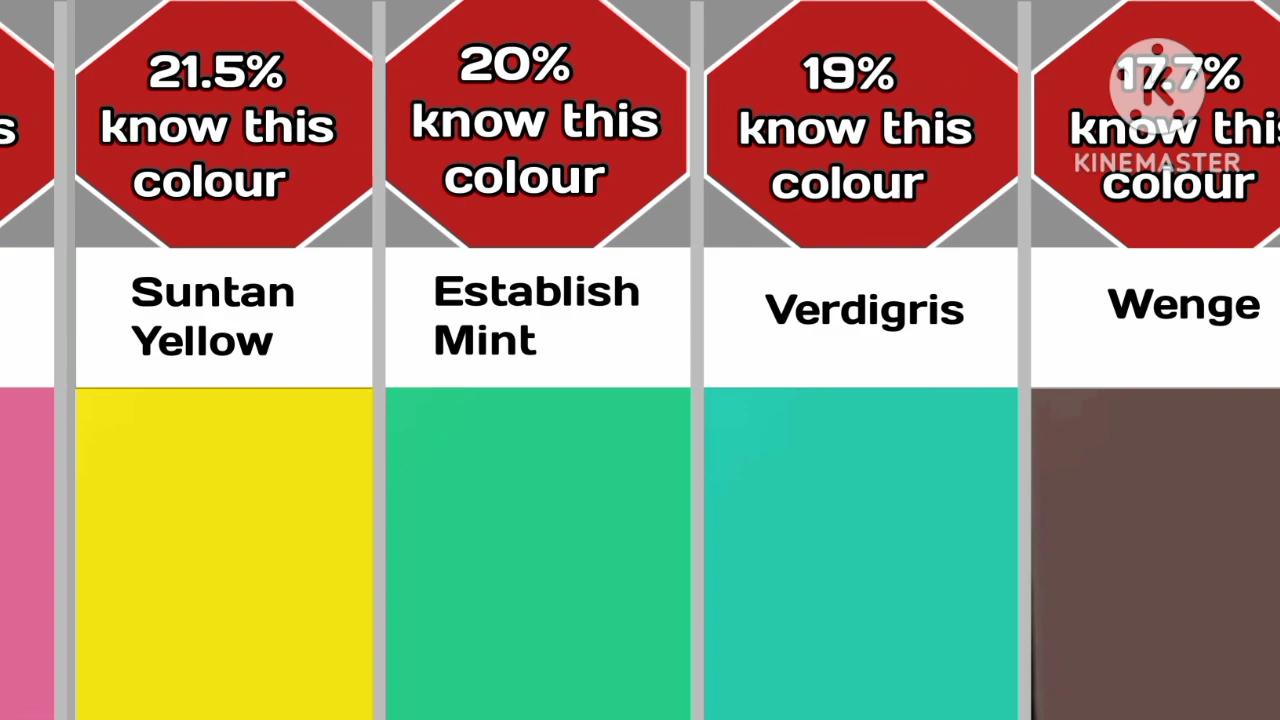 s
21.5%
know this
colour
Suntan
Yellow
20%
know this
colour
Establish
Mint
19%
know this
colour
Verdigris
17.7%
know this
colour
Wenge
KINEMASTER